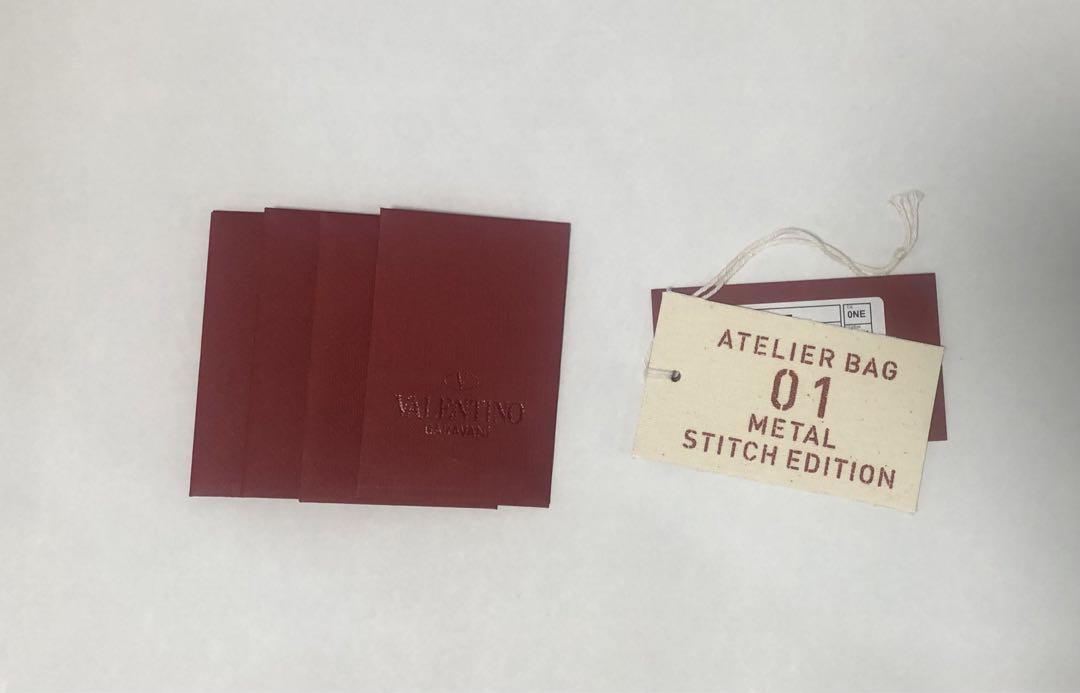 VALENTINO
GARAVANI
ONE
ATELIER BAG
01
METAL
STITCH EDITION